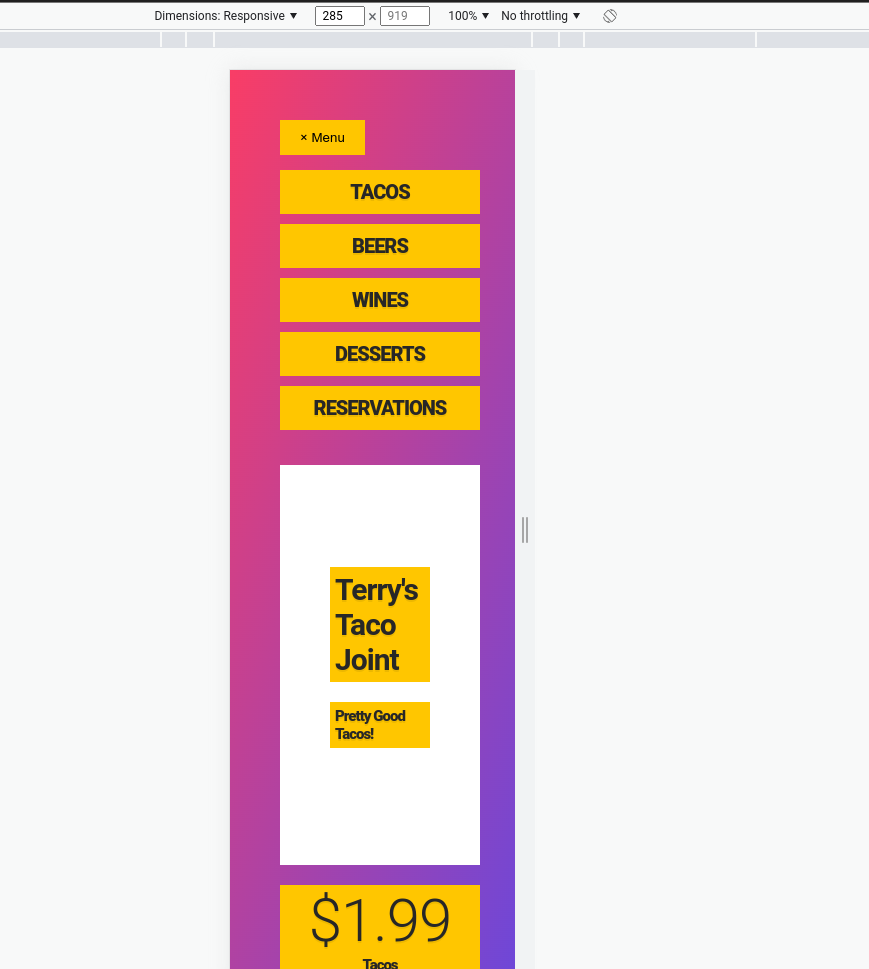 Dimensions: Responsive ▼ 285 × 919 100% ▼ No throttling ▼
× Menu
TACOS
BEERS
WINES
DESSERTS
RESERVATIONS
Terry's
Taco
Joint
Pretty Good
Tacos!
$1.99
Tacos